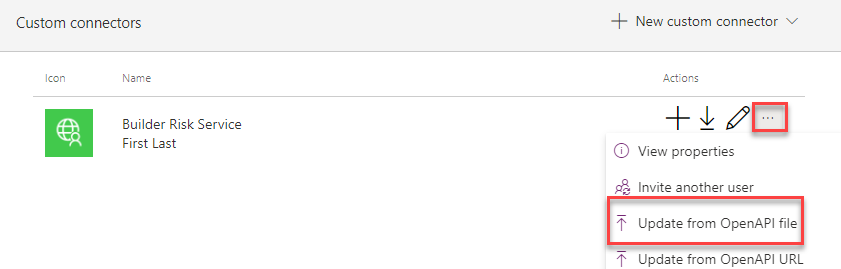 Custom connectors
New custom connector
Icon Name Actions
Builder Risk Service
First Last
...
View properties
Invite another user
Update from OpenAPI file
Update from OpenAPI URL